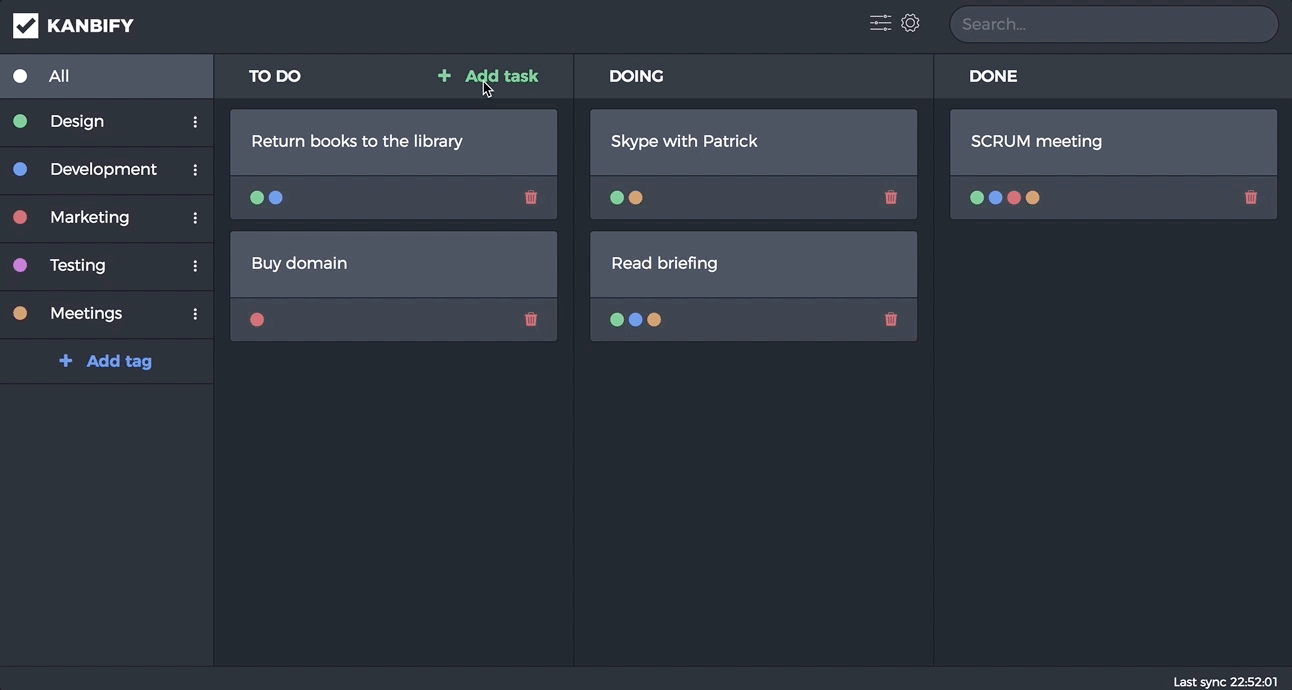 KANBIFY
Search...
All
Design
Development
Marketing
Testing
Meetings
+ Add tag
TO DO
+ Add task
Return books to the library
Buy domain
DOING
Skype with Patrick
Read briefing
DONE
SCRUM meeting
Last sync 22:52:01